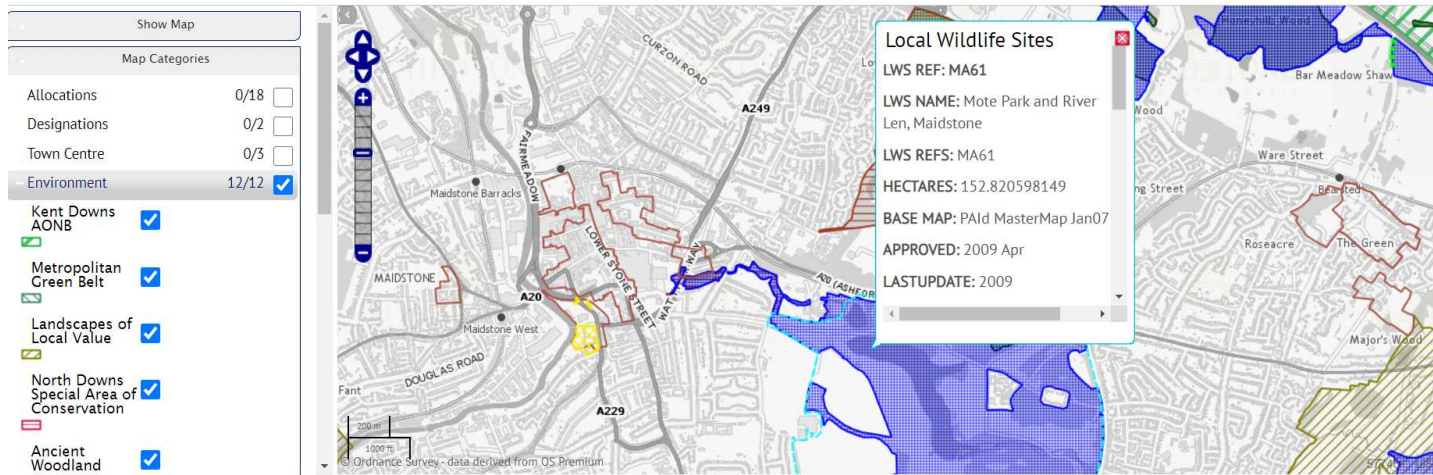 Show Map
Map Categories
Allocations 0/18
Designations 0/2
Town Centre 0/3
Environment 12/12
Kent Downs
AONB
Metropolitan
Green Belt
Landscapes of
Local Value
North Downs
Special Area of
Conservation
Ancient
Woodland
CURZON ROAD
A249
FAIRMEADOW
Maidstone Barracks
LOWER STONE STREET
MAIDSTONE
A20
Maidstone West
DOUGLAS ROAD
Fant
A229
A20 (ASHFOR
200 m
1000 ft
© Ordnance Survey - data derived from OS Premium
Local Wildlife Sites
LWS REF: MA61
LWS NAME: Mote Park and River
Len, Maidstone
LWS REFS: MA61
HECTARES: 152.820598149
BASE MAP: PAId MasterMap Jan07
APPROVED: 2009 Apr
LASTUPDATE: 2009
Bar Meadow Shaw
Wood
Ware Street
ng Street
Bearsted
Roseacre
The Green
Major's Wood